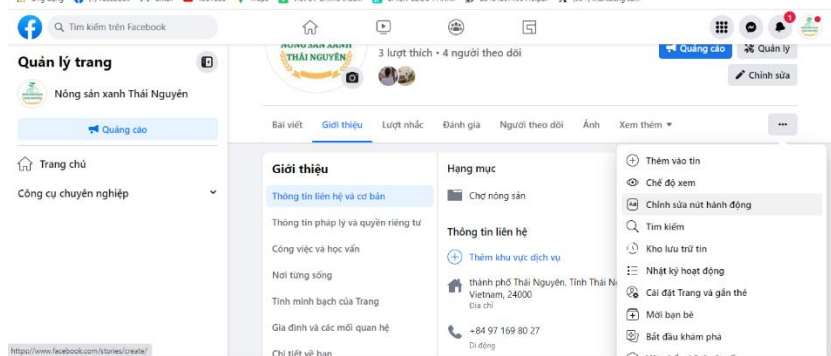 Tìm kiếm trên Facebook
1
Quản lý trang
Nông sản xanh Thái Nguyên
Quảng cáo
Trang chủ
Công cụ chuyên nghiệp
NÔNG SẢN XANH
THÁI NGUYÊN
3 lượt thích • 4 người theo dõi
Quảng cáo
Quản lý
Chỉnh sửa
Bài viết Giới thiệu Lượt nhắc Đánh giá Người theo dõi Ảnh Xem thêm
Giới thiệu
Thông tin liên hệ và cơ bản
Thông tin pháp lý và quyền riêng tư
Công việc và học vấn
Nơi từng sống
Tính minh bạch của Trang
Gia đình và các mối quan hệ
Chi tiết về bạn
Hạng mục
Chợ nông sản
Thông tin liên hệ
Thêm khu vực dịch vụ
thành phố Thái Nguyên, Tỉnh Thái
Vietnam, 24000
Địa chỉ
+84 97 169 80 27
Di động
Thêm vào tin
Chế độ xem
Aa Chỉnh sửa nút hành động
Tìm kiếm
Kho lưu trữ tin
Nhật ký hoạt động
Cài đặt Trang và gắn thẻ
Mời bạn bè
Bắt đầu khám phá
https://www.facebook.com/stories/create/